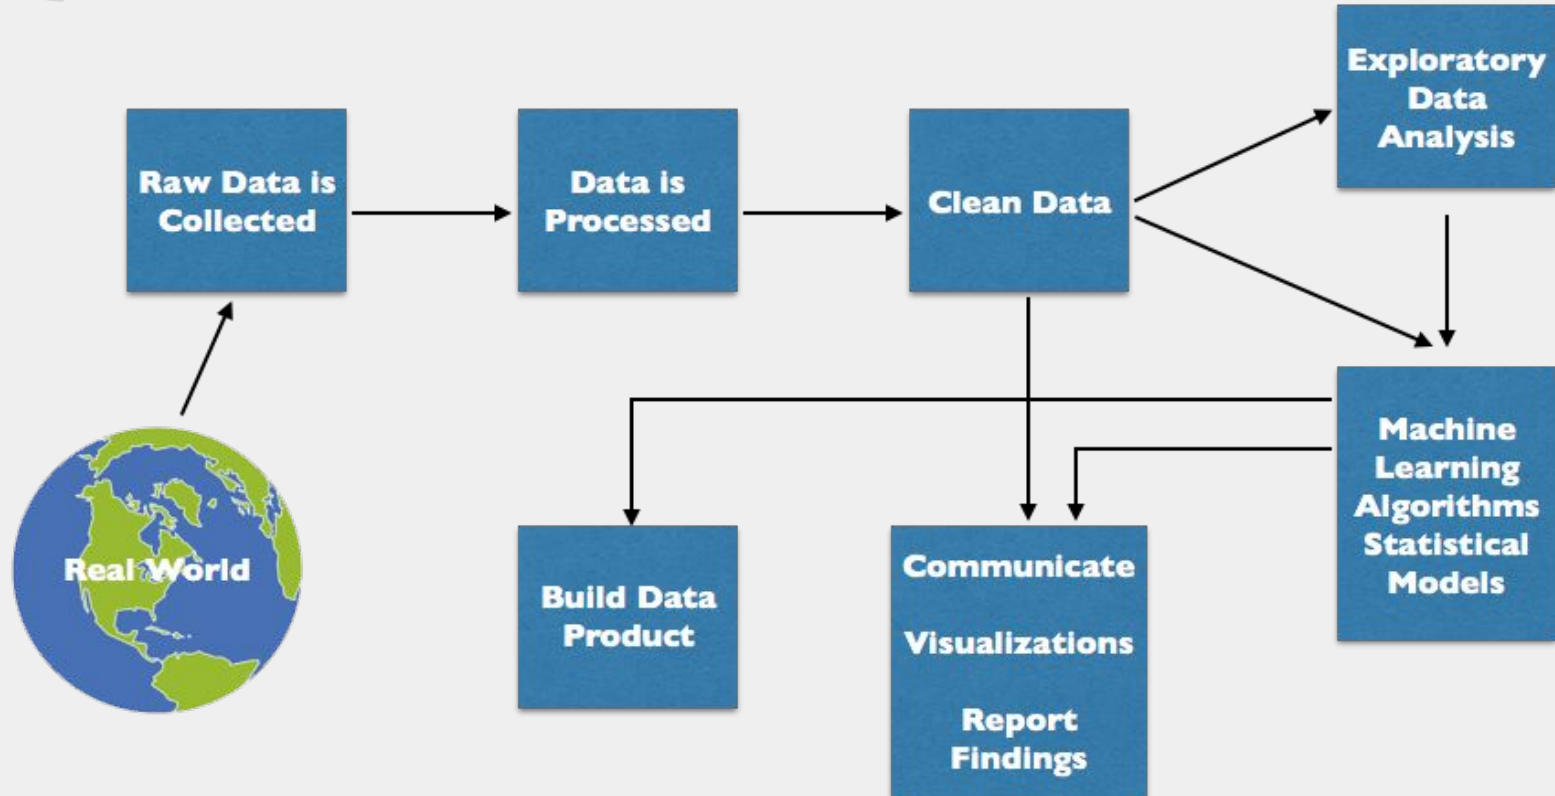 Exploratory
Data
Analysis
Raw Data is
Collected
Data is
Processed
Clean Data
Machine
Learning
Algorithms
Statistical
Models
Real World
Build Data
Product
Communicate
Visualizations
Report
Findings